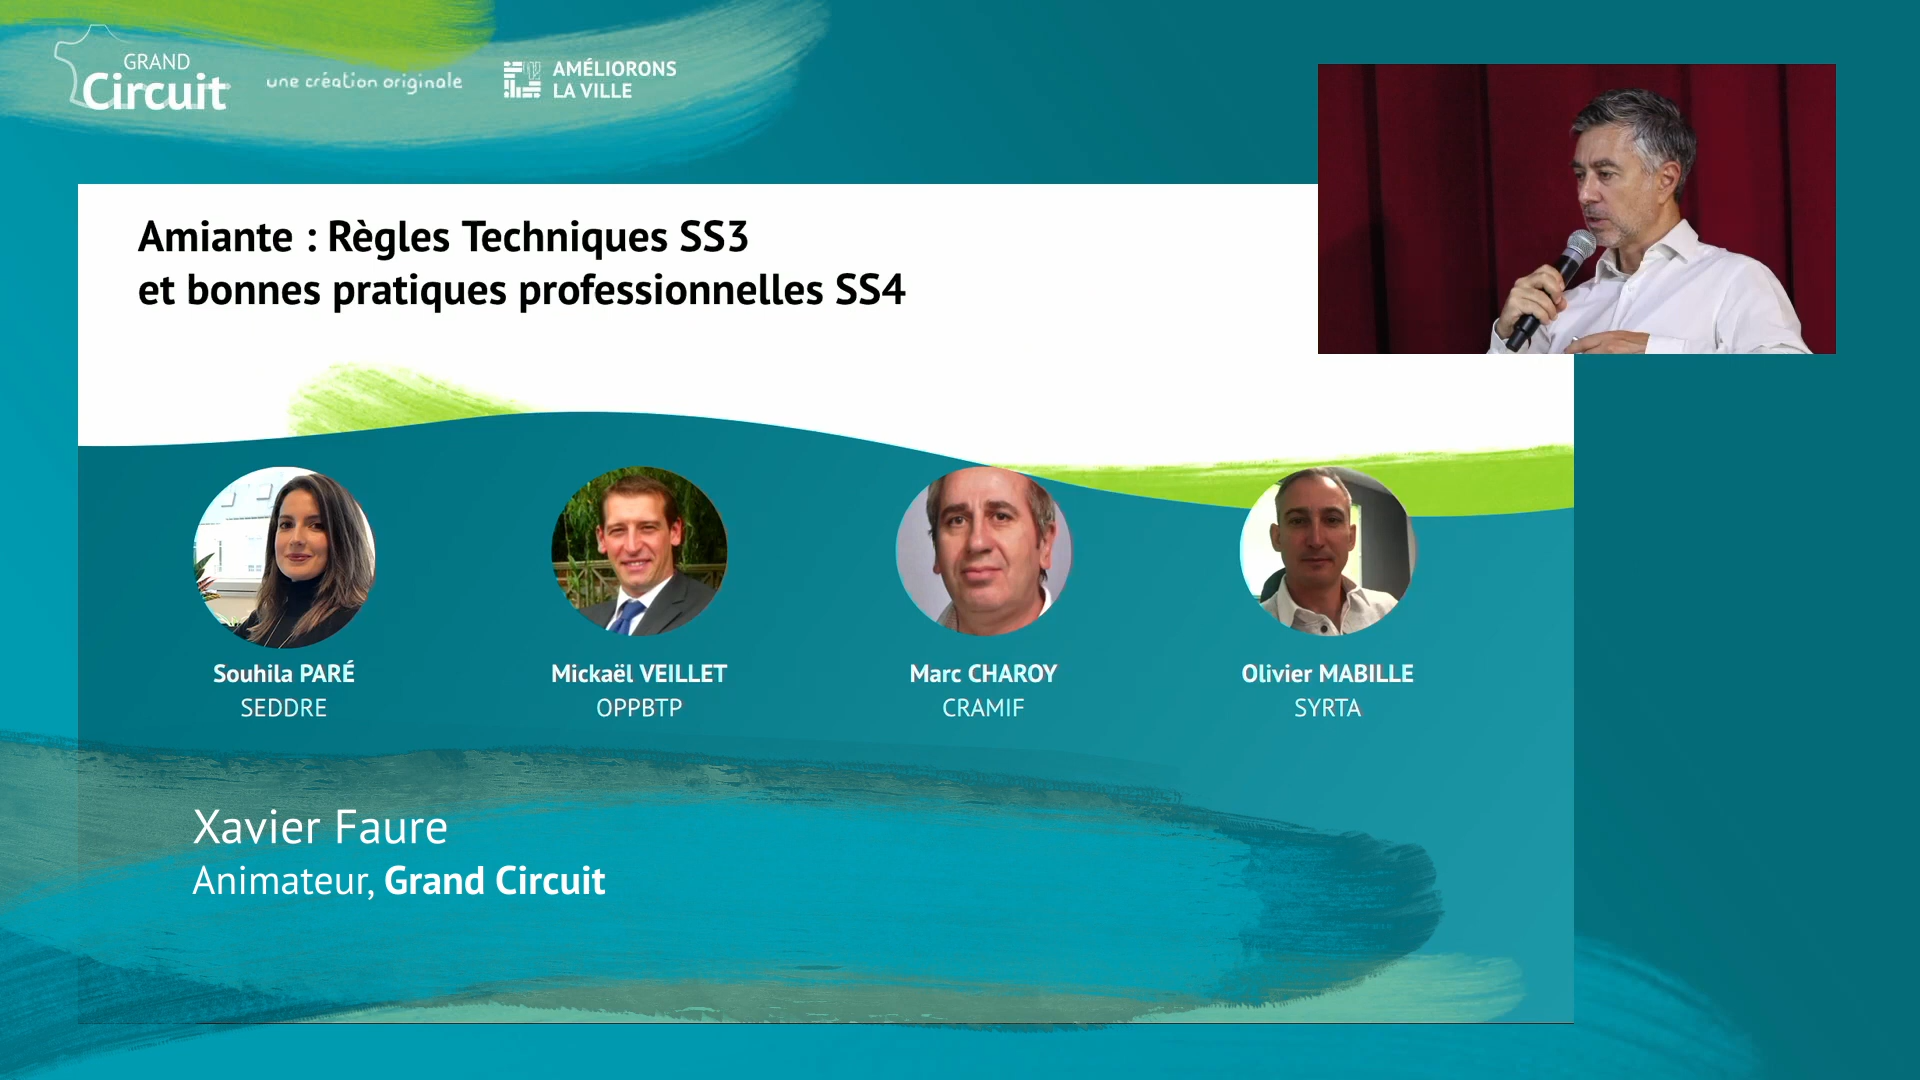 GRAND
Circuit
une création originale
AMÉLIORONS
LA VILLE
Amiante : Règles Techniques SS3
et bonnes pratiques professionnelles SS4
Souhila PARÉ
SEDDRE
Mickaël VEILLET
OPPBTP
Marc CHAROY
CRAMIF
Olivier MABILLE
SYRTA
Xavier Faure
Animateur, Grand Circuit